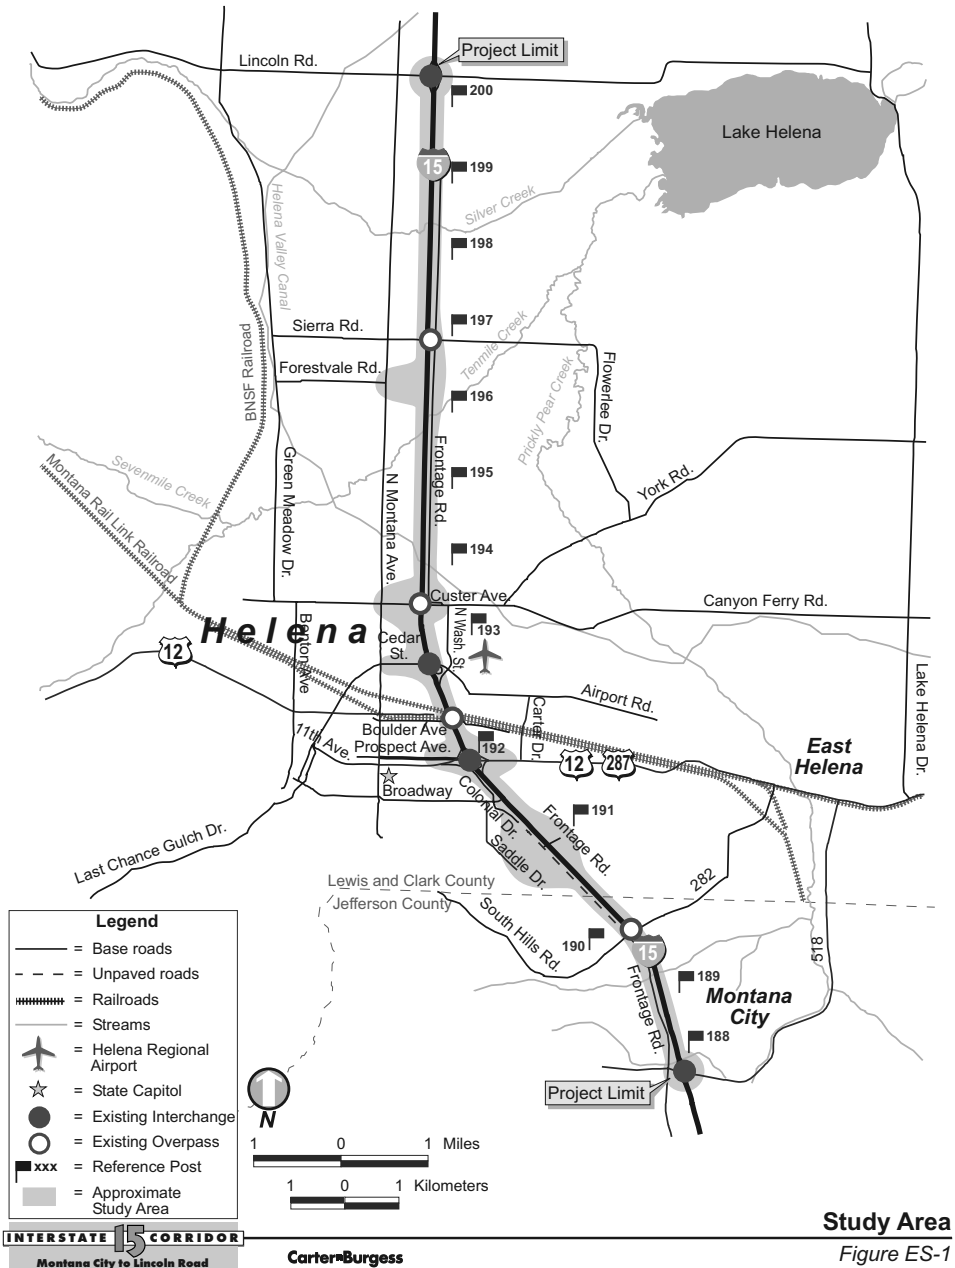 Project Limit
Lincoln Rd.
200
Lake Helena
15
199
Helena Valley Canal
Silver Creek
198
197
Sierra Rd.
Tenmile Creek
BNSF Railroad
Forestvale Rd.
Flowerlee Dr.
Prickly Pear Creek
196
Frontage Rd.
Green Meadow Dr.
Sevenmile Creek
Montana Rail Link Railroad
N Montana Ave.
195
York Rd.
194
Custer Ave.
Canyon Ferry Rd.
Helena
Benton Ave
Cedar
St.
N Wash. St.
193
12
Lake Helena Dr.
Airport Rd.
Carter Dr.
Boulder Ave
11th Ave.
Prospect Ave.
192
12
287
East
Helena
Broadway
Colonial Dr.
191
Frontage Rd.
Saddle Dr.
Last Chance Gulch Dr.
282
Lewis and Clark County
Jefferson County
South Hills Rd.
190
15
518
Frontage Rd.
189
Montana
City
188
Project Limit
Legend
= Base roads
= Unpaved roads
= Railroads
= Streams
= Helena Regional
Airport
= State Capitol
= Existing Interchange
= Existing Overpass
xxx = Reference Post
= Approximate
Study Area
N
1 0 1 Miles
1 0 1 Kilometers
INTERSTATE 15 CORRIDOR
Montana City to Lincoln Road
Carter Burgess
Study Area
Figure ES-1